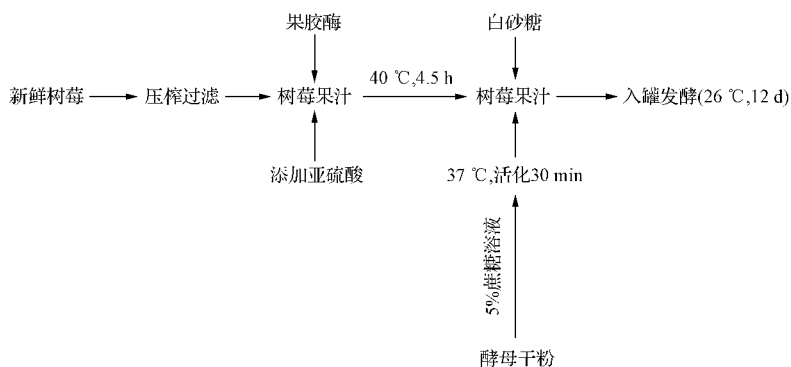 果胶酶
白砂糖
新鲜树莓
压榨过滤
树莓果汁
40 ℃,4.5 h
树莓果汁
入罐发酵(26 ℃,12 d)
添加亚硫酸
37 ℃,活化30 min
5%蔗糖溶液
酵母干粉